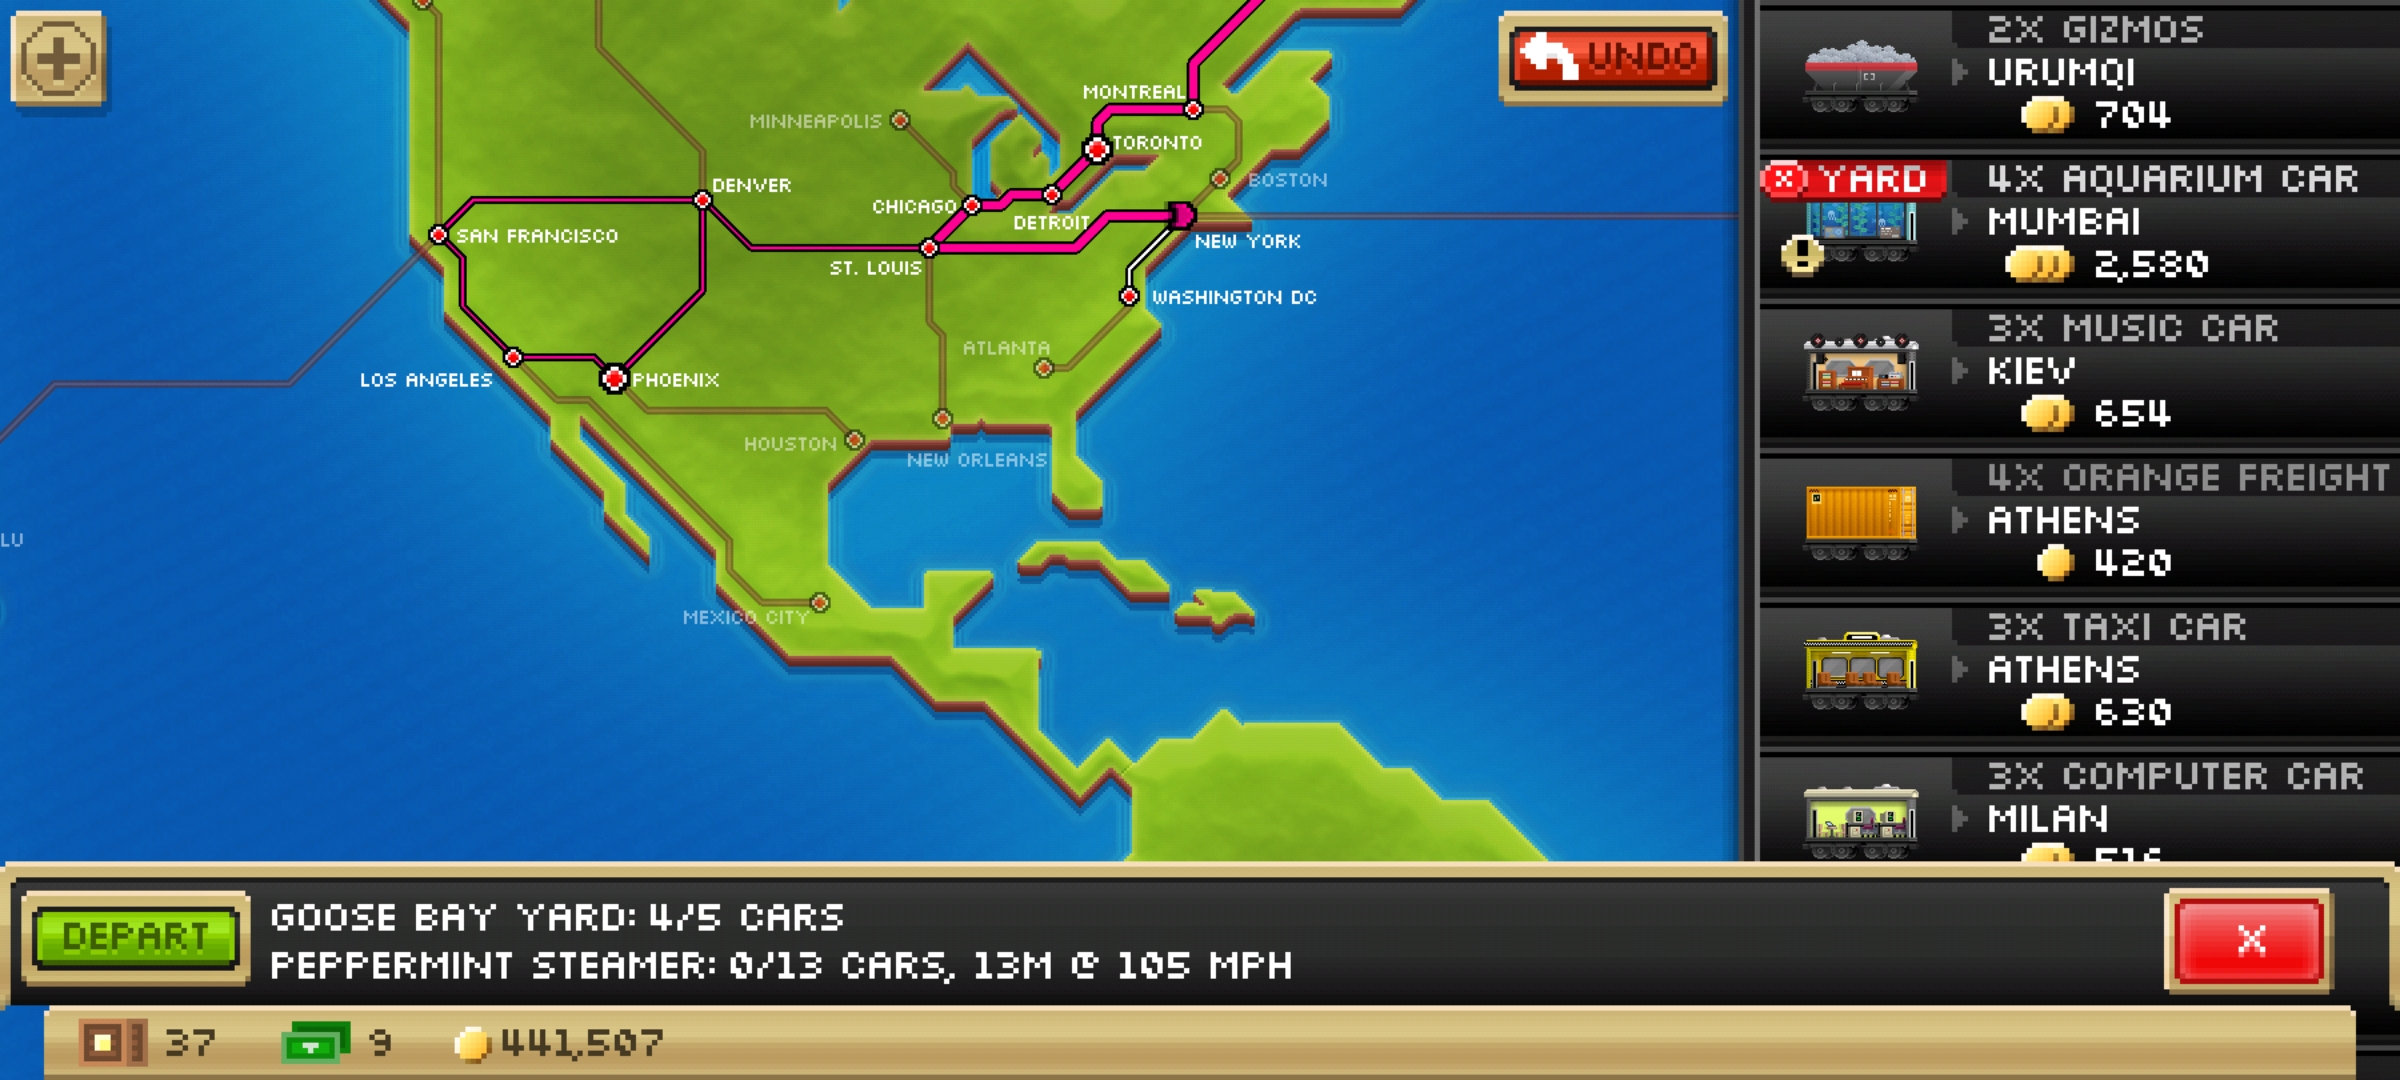 UNDO
MONTREAL
MINNEAPOLIS
TORONTO
BOSTON
DENVER
CHICAGO
DETROIT
SAN FRANCISCO
NEW YORK
ST. LOUIS
WASHINGTON DC
ATLANTA
LOS ANGELES
PHOENIX
HOUSTON
NEW ORLEANS
LU
MEXICO CITY
2X GIZMOS
URUMQI
704
YARD
4X AQUARIUM CAR
MUMBAI
2,580
3X MUSIC CAR
KIEV
654
4X ORANGE FREIGHT
ATHENS
420
3X TAXI CAR
ATHENS
630
3X COMPUTER CAR
MILAN
DEPART
GOOSE BAY YARD: 4/5 CARS
PEPPERMINT STEAMER: 0/13 CARS, 13M @ 105 MPH
X
37
9
441,507